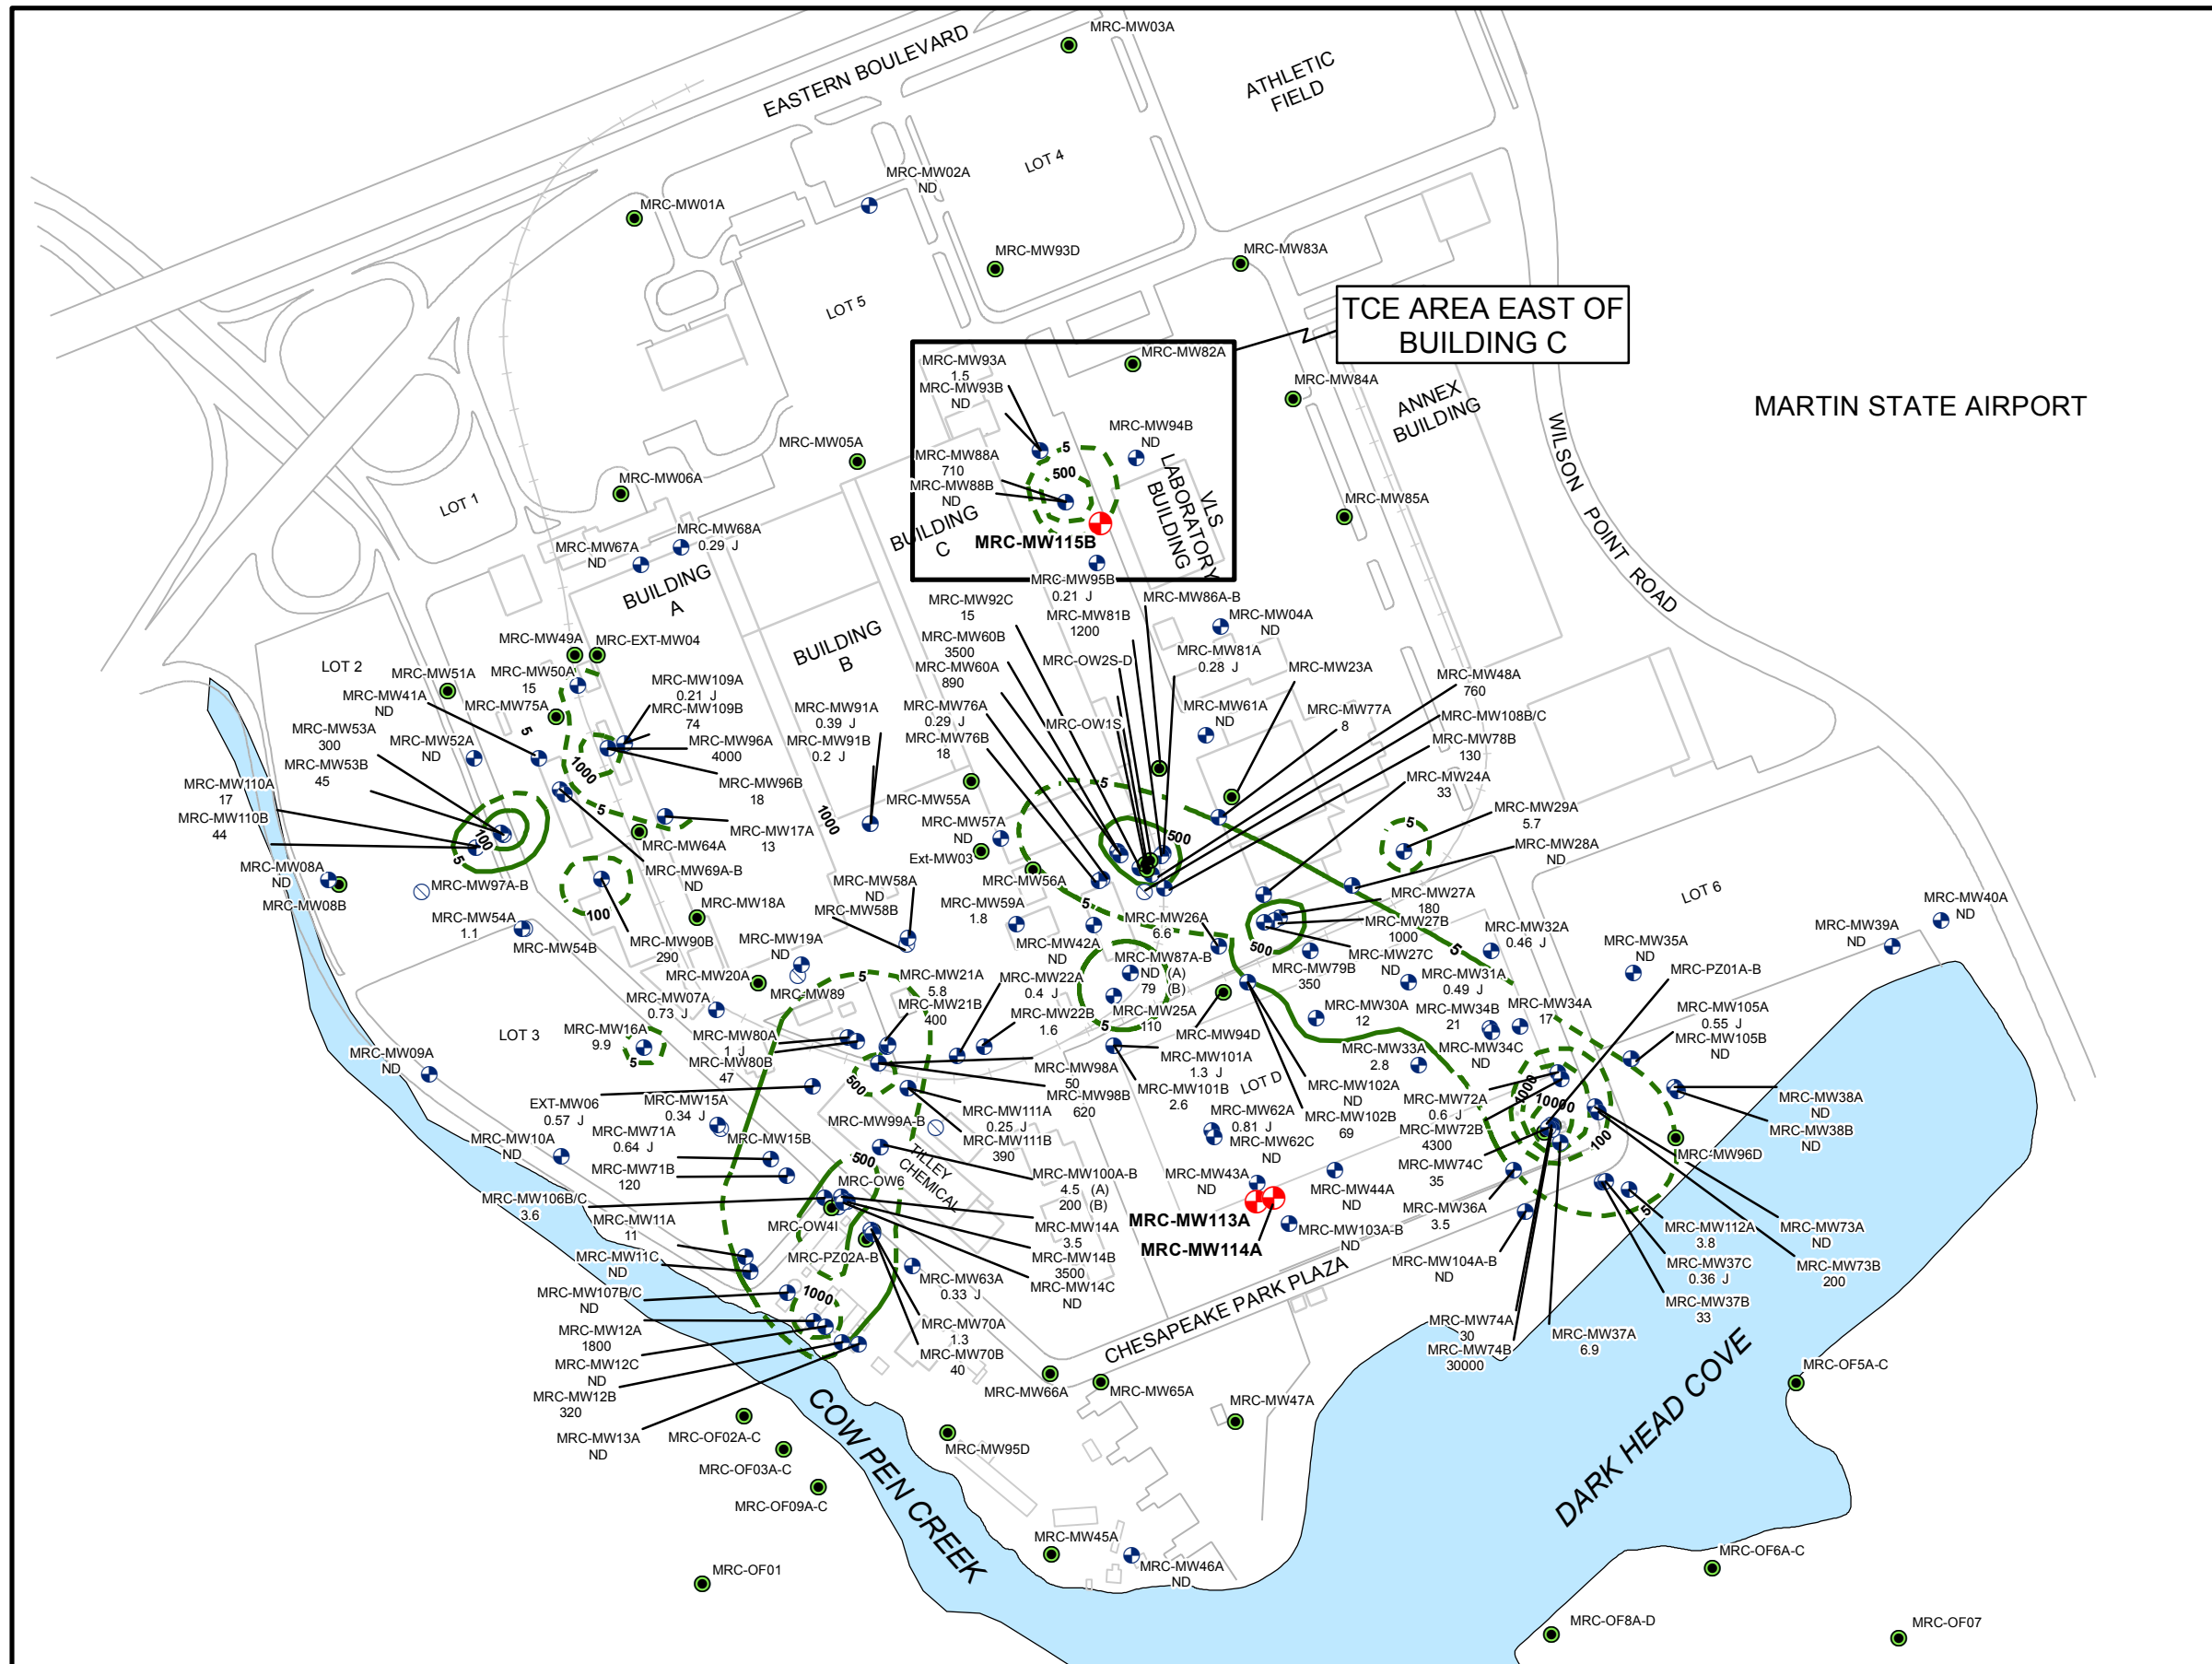 MRC-MW03A
EASTERN BOULEVARD
ATHLETIC
FIELD
LOT 4
MRC-MW02A
ND
MRC-MW01A
MRC-MW93D
MRC-MW83A
LOT 5
TCE AREA EAST OF
BUILDING C
MRC-MW82A
MRC-MW93A
1.5
MRC-MW93B
ND
MRC-MW84A
ANNEX
BUILDING
MARTIN STATE AIRPORT
WILSON POINT ROAD
MRC-MW94B
ND
MRC-MW05A
5
MRC-MW88A
710
MRC-MW88B
ND
500
MRC-MW06A
LOT 1
VLS
LABORATORY
BUILDING
MRC-MW85A
BUILDING
C
MRC-MW115B
MRC-MW68A
0.29 J
MRC-MW67A
ND
BUILDING
A
MRC-MW95B
0.21 J
MRC-MW86A-B
MRC-MW92C
15
MRC-MW81B
1200
MRC-MW04A
ND
BUILDING
B
MRC-MW60B
3500
MRC-MW60A
890
MRC-OW2S-D
MRC-MW81A
0.28 J
MRC-MW23A
MRC-MW49A
MRC-EXT-MW04
LOT 2
MRC-MW51A
MRC-MW50A
15
MRC-MW48A
760
MRC-MW41A
ND
MRC-MW75A
MRC-MW109A
0.21 J
MRC-MW109B
74
MRC-MW91A
0.39 J
MRC-MW91B
0.2 J
MRC-MW76A
0.29 J
MRC-MW76B
18
MRC-OW1S
MRC-MW61A
ND
MRC-MW77A
8
MRC-MW108B/C
MRC-MW78B
130
MRC-MW53A
300
MRC-MW53B
45
MRC-MW52A
ND
5
MRC-MW96A
4000
1000
MRC-MW96B
18
MRC-MW24A
33
MRC-MW110A
17
MRC-MW110B
44
MRC-MW55A
5
MRC-MW29A
5.7
5
1000
5
MRC-MW17A
13
MRC-MW57A
ND
500
MRC-MW28A
ND
100
5
MRC-MW64A
Ext-MW03
MRC-MW08A
ND
MRC-MW08B
MRC-MW97A-B
MRC-MW69A-B
ND
MRC-MW58A
ND
MRC-MW56A
MRC-MW27A
180
LOT 6
MRC-MW40A
ND
MRC-MW54A
1.1
100
MRC-MW18A
MRC-MW58B
MRC-MW59A
1.8
5
MRC-MW26A
6.6
MRC-MW27B
1000
MRC-MW39A
ND
MRC-MW54B
MRC-MW90B
290
MRC-MW19A
ND
MRC-MW42A
ND
500
MRC-MW27C
ND
5
MRC-MW32A
0.46 J
MRC-MW35A
ND
MRC-MW20A
5
MRC-MW21A
5.8
MRC-MW22A
0.4 J
MRC-MW87A-B
ND (A)
79 (B)
MRC-MW79B
350
MRC-MW31A
0.49 J
MRC-PZ01A-B
MRC-MW89
MRC-MW07A
0.73 J
MRC-MW21B
400
MRC-MW22B
1.6
5
MRC-MW25A
110
MRC-MW30A
12
MRC-MW34B
21
MRC-MW34A
17
MRC-MW105A
0.55 J
MRC-MW105B
ND
LOT 3
MRC-MW16A
9.9
5
MRC-MW80A
1 J
MRC-MW80B
47
MRC-MW94D
MRC-MW33A
2.8
MRC-MW34C
ND
MRC-MW09A
ND
500
MRC-MW98A
50
MRC-MW98B
620
MRC-MW101A
1.3 J
MRC-MW101B
2.6
LOT D
MRC-MW102A
ND
MRC-MW102B
69
1000
10000
EXT-MW06
0.57 J
MRC-MW15A
0.34 J
MRC-MW99A-B
MRC-MW111A
0.25 J
MRC-MW111B
390
MRC-MW62A
0.81 J
MRC-MW62C
ND
MRC-MW72A
0.6 J
MRC-MW72B
4300
100
MRC-MW38A
ND
MRC-MW38B
ND
MRC-MW10A
ND
MRC-MW71A
0.64 J
MRC-MW71B
120
MRC-MW15B
500
TILLEY
CHEMICAL
MRC-MW100A-B
4.5 (A)
200 (B)
MRC-MW43A
ND
MRC-MW44A
ND
MRC-MW74C
35
MRC-MW96D
MRC-MW106B/C
3.6
MRC-OW6
MRC-MW113A
MRC-MW114A
MRC-MW36A
3.5
5
MRC-MW11A
11
MRC-OW4I
MRC-MW14A
3.5
MRC-MW14B
3500
MRC-MW14C
ND
MRC-MW103A-B
ND
MRC-MW112A
3.8
MRC-MW73A
ND
MRC-MW11C
ND
MRC-PZ02A-B
MRC-MW104A-B
ND
MRC-MW37C
0.36 J
MRC-MW73B
200
MRC-MW107B/C
ND
1000
MRC-MW63A
0.33 J
MRC-MW37B
33
MRC-MW12A
1800
MRC-MW70A
1.3
MRC-MW70B
40
CHESAPEAKE PARK PLAZA
MRC-MW74A
30
MRC-MW74B
30000
MRC-MW37A
6.9
MRC-MW12C
ND
MRC-MW12B
320
MRC-MW66A
MRC-MW65A
MRC-OF5A-C
MRC-MW13A
ND
MRC-OF02A-C
COW PEN CREEK
MRC-MW47A
DARK HEAD COVE
MRC-MW95D
MRC-OF03A-C
MRC-OF09A-C
MRC-MW45A
MRC-MW46A
ND
MRC-OF01
MRC-OF6A-C
MRC-OF8A-D
MRC-OF07